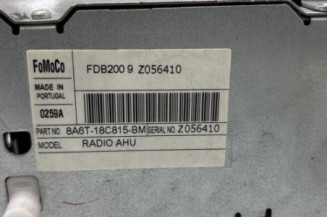 FoMoCo
FDB200 9 Z056410
MADE IN
PORTUGAL
0259A
PART NO. 8A6T-18C815-BM SERIAL NO. Z056410
MODEL RADIO AHU